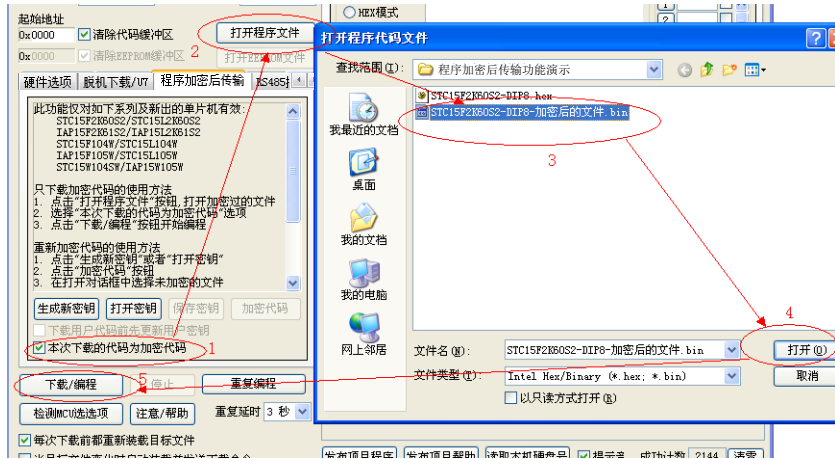 起始地址
HEX模式
0x0000 清除代码缓冲区 2 打开程序文件
0x0000 清除EEPROM缓冲区 打开EEPROM文件
硬件选项 脱机下载/U7 程序加密后传输 RS485
此功能仅对如下系列及新出的单片机有效:
STC15F2K60S2/STC15L2K60S2
IAP15F2K61S2/IAP15L2K61S2
STC15F104W/STC15L104W
IAP15F105W/STC15L105W
STC15W104SW/IAP15W105W
只下载加密代码的使用方法
1. 点击"打开程序文件"按钮,打开加密过的文件
2. 选择"本次下载的代码为加密代码"选项
3. 点击"下载/编程"按钮开始编程
重新加密代码的使用方法
1. 点击"生成新密钥"或者"打开密钥"
2. 点击"加密代码"按钮
3. 在打开对话框中选择未加密的文件
生成新密钥 打开密钥 保存密钥 加密代码
下载用户代码前先更新用户密钥
本次下载的代码为加密代码 1
下载/编程 5 停止 重复编程
检测MCU选选项 注意/帮助 重复延时 3 秒
每次下载前都重新装载目标文件
当目标文件变化时自动装载并发送下载命令
打开程序代码文件
查找范围(I): 程序加密后传输功能演示
STC15F2K60S2-DIP8.hex
STC15F2K60S2-DIP8-加密后的文件.bin
3
我最近的文档
桌面
我的文档
我的电脑
网上邻居
4
文件名(N): STC15F2K60S2-DIP8-加密后的文件.bin 打开(O)
文件类型(T): Intel Hex/Binary (*.hex; *.bin) 取消
以只读方式打开(R)
发布项目程序 发布项目帮助 读取本机硬盘号 提示音 成功计数 2144 清零